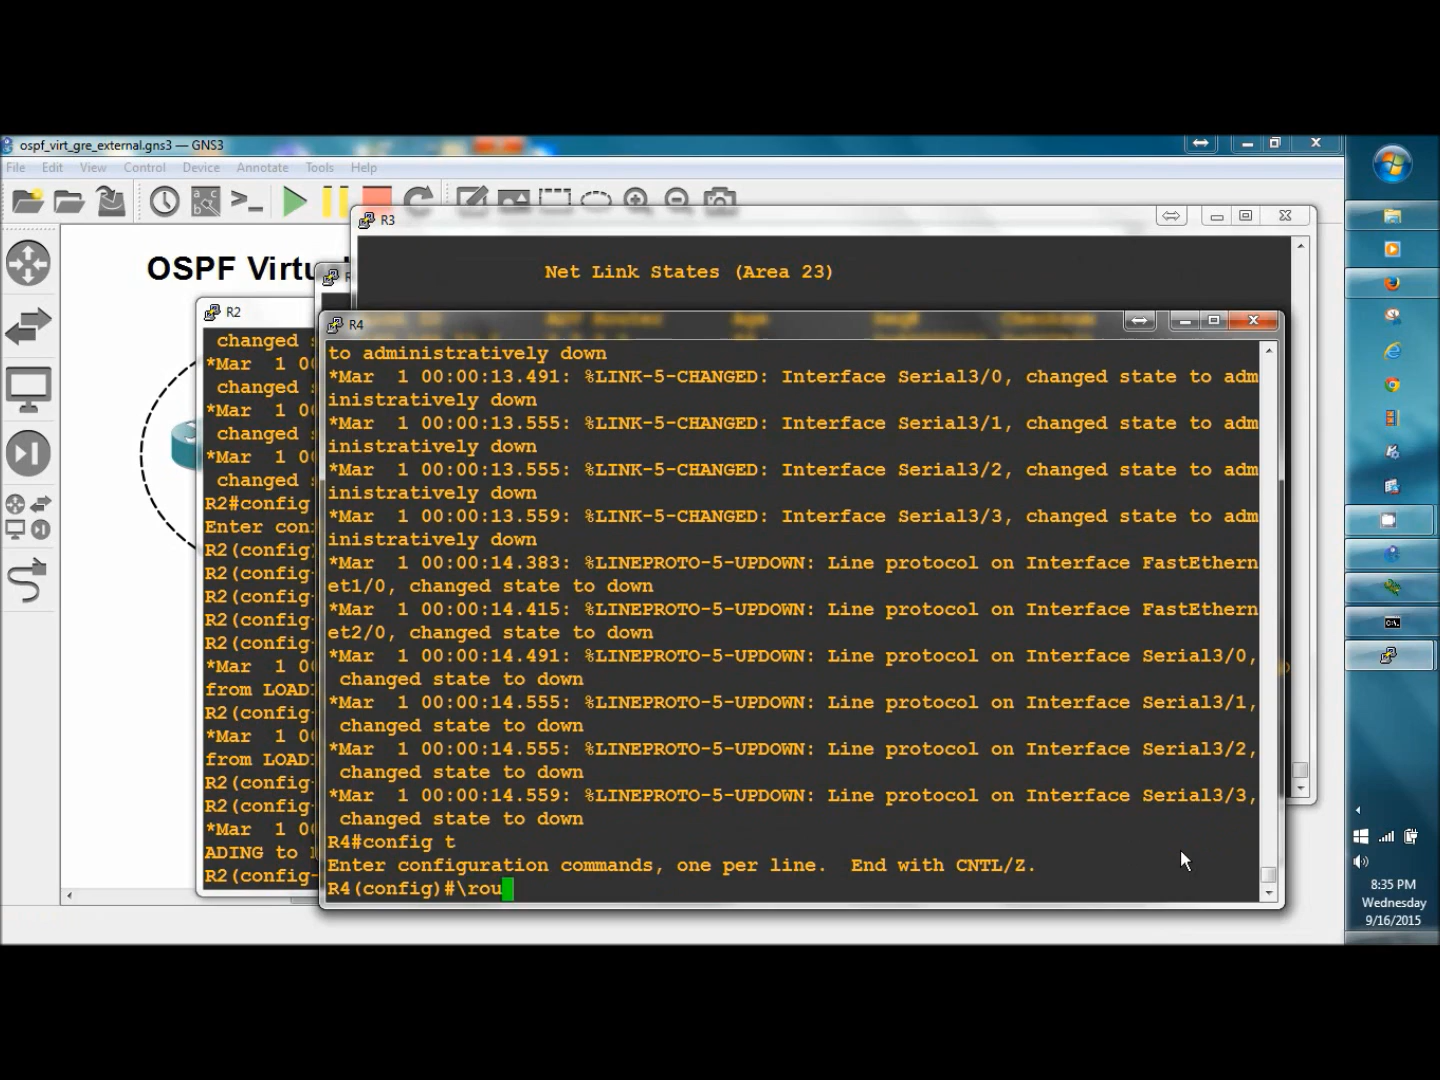 ospf_virt_gre_external.gns3 — GNS3
File Edit View Control Device Annotate Tools Help
R3
Net Link States (Area 23)
OSPF Virtu
R2
changed s
*Mar 1 00
changed s
*Mar 1 00
changed s
*Mar 1 00
changed s
R2#config
Enter con
R2(config
R2(config
R2(config
R2(config
R2(config
*Mar 1 00
from LOAD
R2(config
*Mar 1 00
from LOAD
R2(config
R2(config
*Mar 1 00
ADING to
R2(config
R4
to administratively down
*Mar 1 00:00:13.491: %LINK-5-CHANGED: Interface Serial3/0, changed state to adm
inistratively down
*Mar 1 00:00:13.555: %LINK-5-CHANGED: Interface Serial3/1, changed state to adm
inistratively down
*Mar 1 00:00:13.555: %LINK-5-CHANGED: Interface Serial3/2, changed state to adm
inistratively down
*Mar 1 00:00:13.559: %LINK-5-CHANGED: Interface Serial3/3, changed state to adm
inistratively down
*Mar 1 00:00:14.383: %LINEPROTO-5-UPDOWN: Line protocol on Interface FastEthern
et1/0, changed state to down
*Mar 1 00:00:14.415: %LINEPROTO-5-UPDOWN: Line protocol on Interface FastEthern
et2/0, changed state to down
*Mar 1 00:00:14.491: %LINEPROTO-5-UPDOWN: Line protocol on Interface Serial3/0,
changed state to down
*Mar 1 00:00:14.555: %LINEPROTO-5-UPDOWN: Line protocol on Interface Serial3/1,
changed state to down
*Mar 1 00:00:14.555: %LINEPROTO-5-UPDOWN: Line protocol on Interface Serial3/2,
changed state to down
*Mar 1 00:00:14.559: %LINEPROTO-5-UPDOWN: Line protocol on Interface Serial3/3,
changed state to down
R4#config t
Enter configuration commands, one per line. End with CNTL/Z.
R4(config)#\rou
8:35 PM
Wednesday
9/16/2015